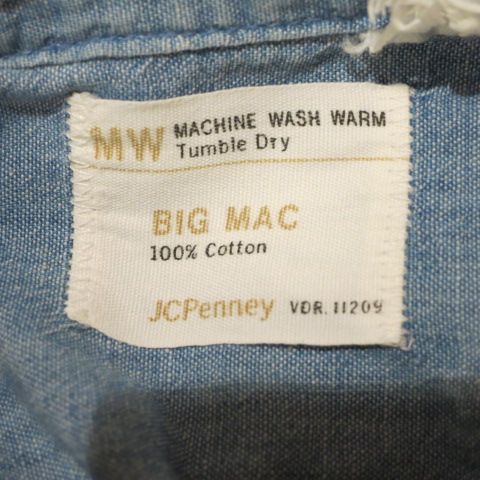 MW MACHINE WASH WARM
Tumble Dry
BIG MAC
100% Cotton
JCPenney VDR. 11209